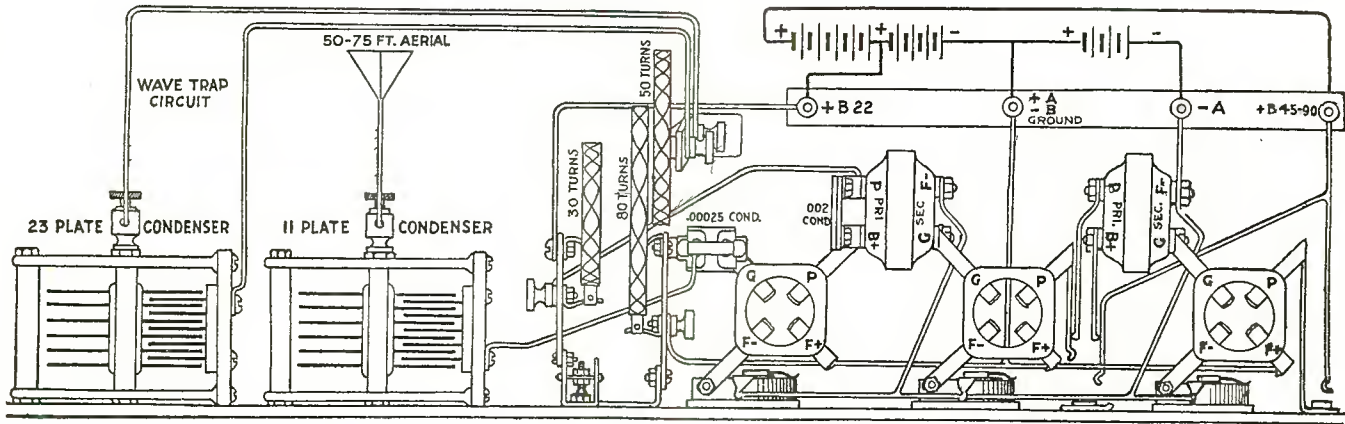 50-75 FT. AERIAL
WAVE TRAP
CIRCUIT
23 PLATE CONDENSER
11 PLATE CONDENSER
30 TURNS
80 TURNS
50 TURNS
.00025 COND.
.002
COND
+ + - + -
+B 22
+A
-B
GROUND
-A
+B 45-90
P PRI. B+
F- SEC G
B PRI. B+
F- SEC. G
G P
F- F+
G P
F- F+
G P
F- F+